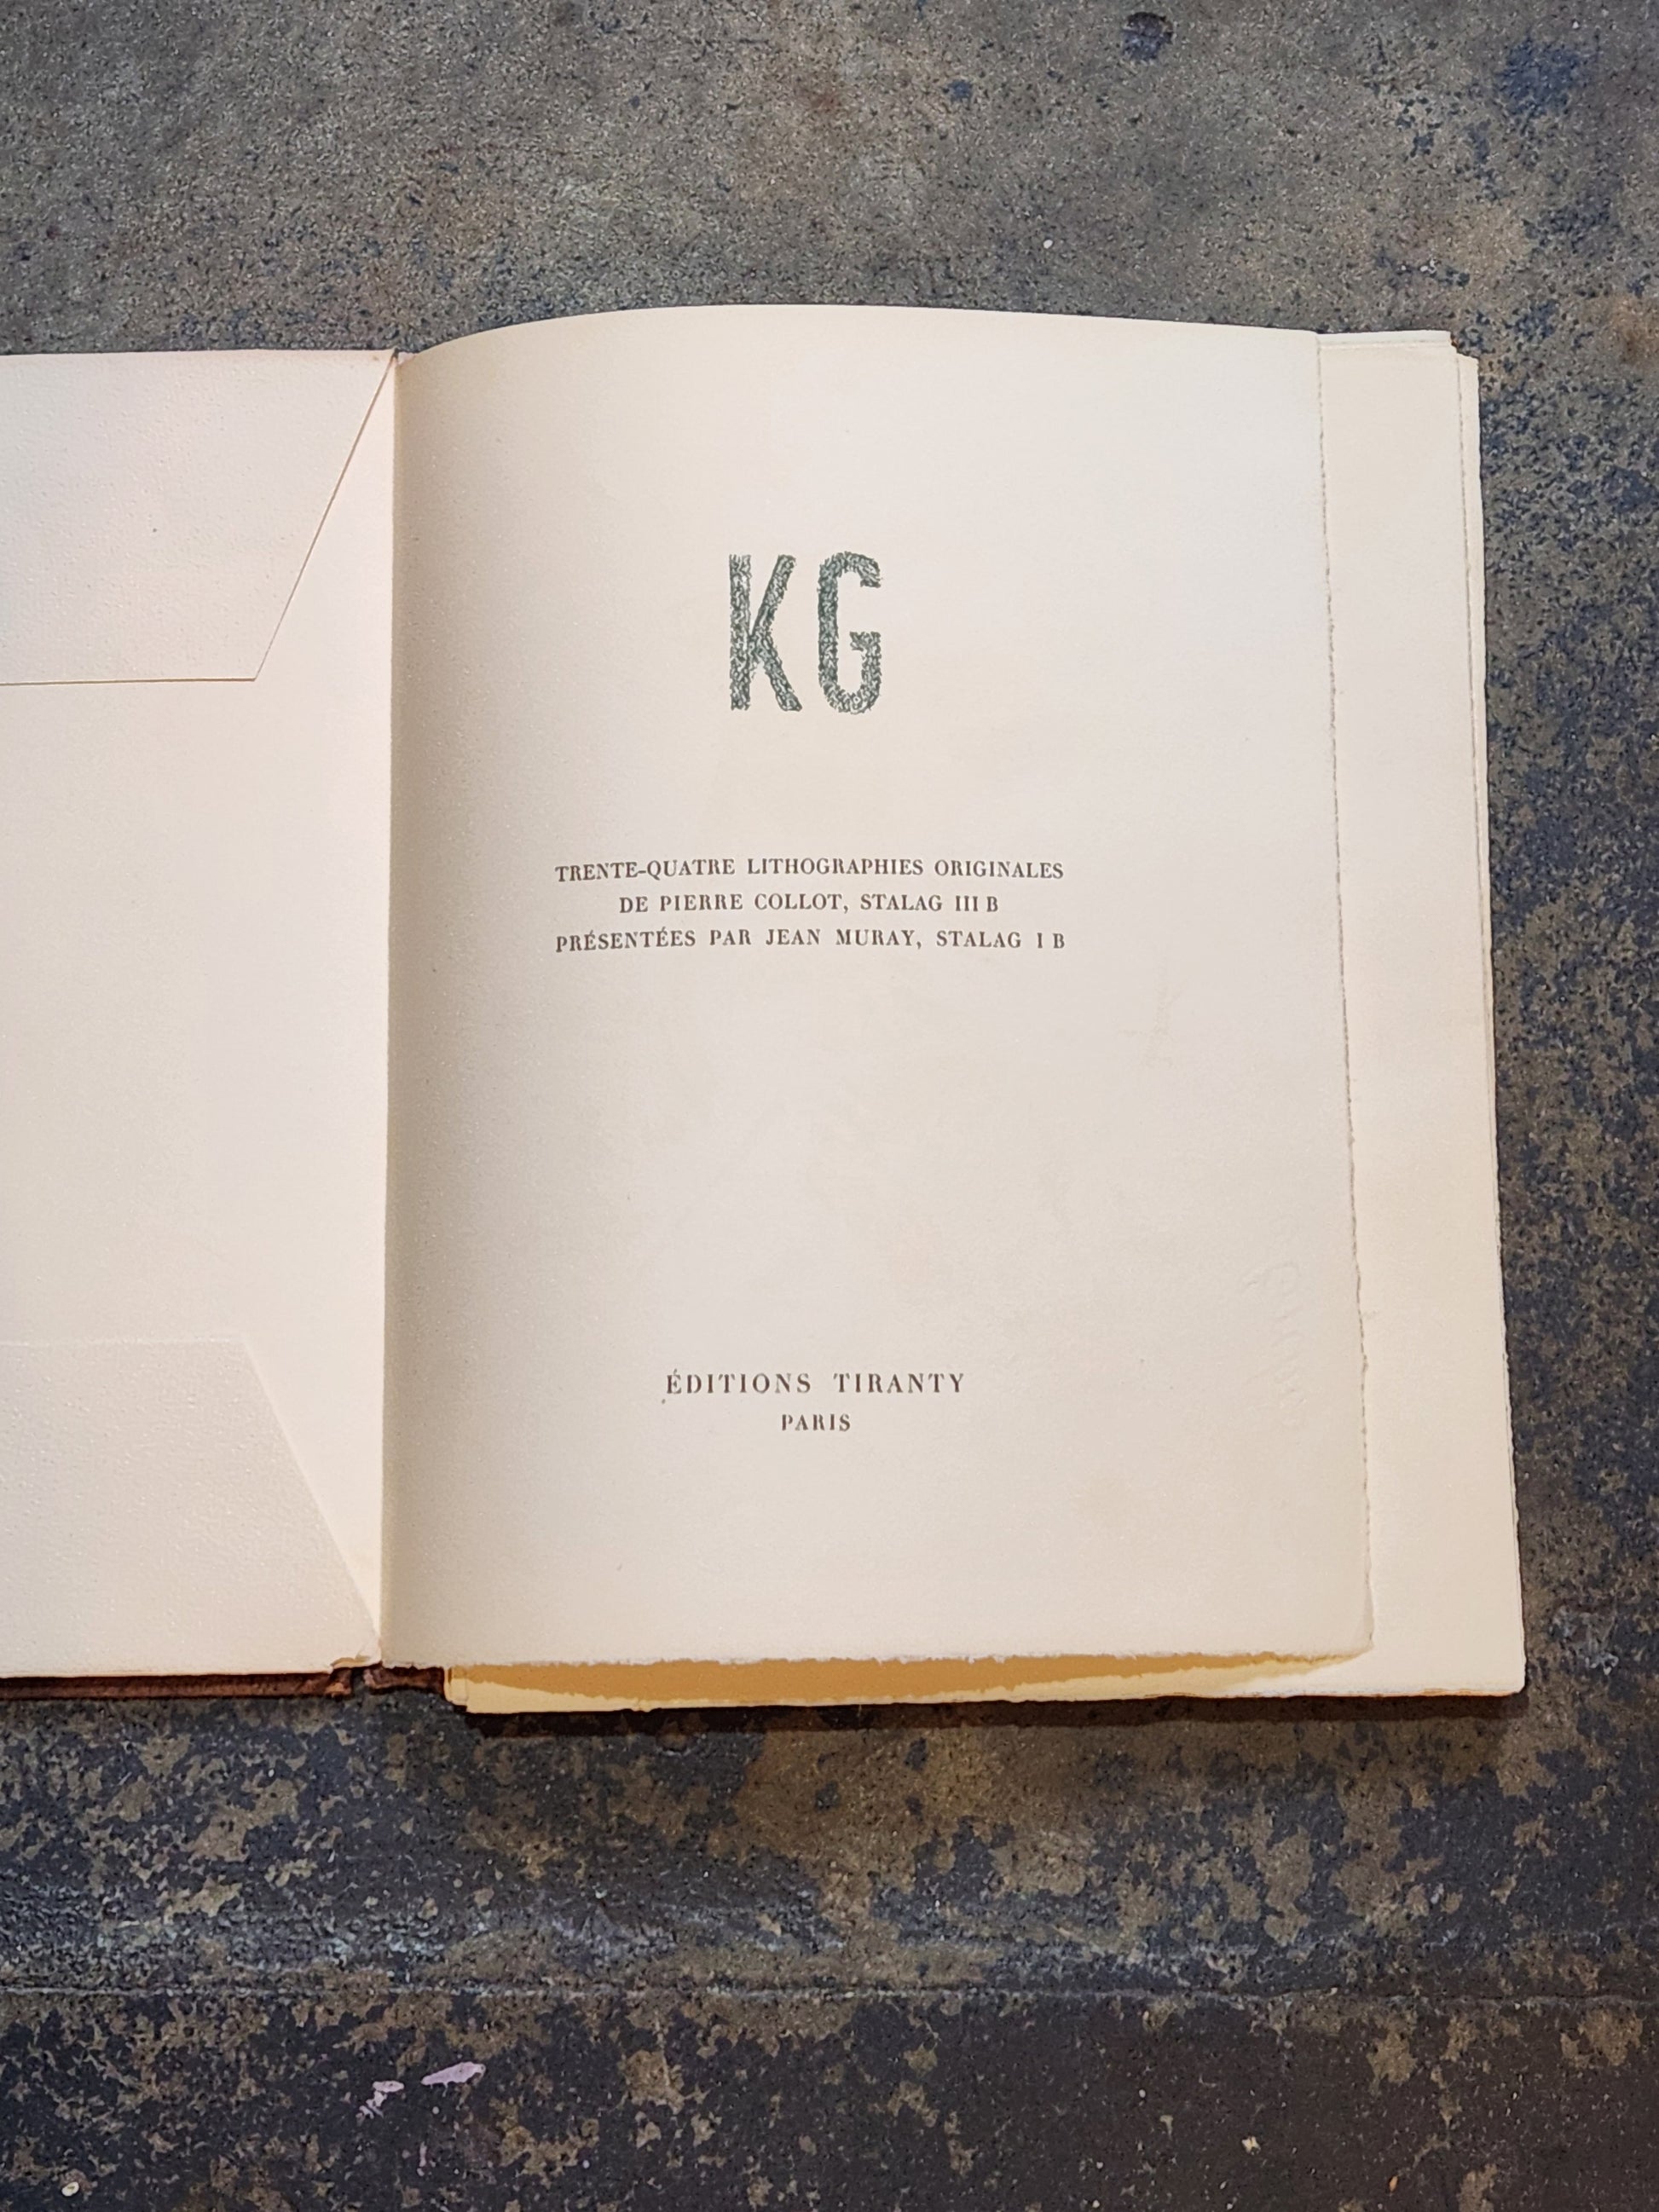 KG
TRENTE-QUATRE LITHOGRAPHIES ORIGINALES
DE PIERRE COLLOT, STALAG III B
PRÉSENTÉES PAR JEAN MURAY, STALAG I B
ÉDITIONS TIRANTY
PARIS